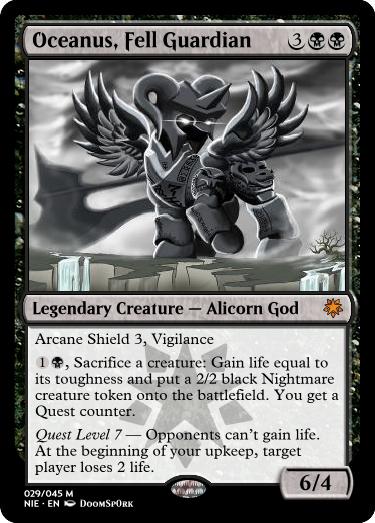 Oceanus, Fell Guardian 3
Legendary Creature — Alicorn God
Arcane Shield 3, Vigilance
1, Sacrifice a creature: Gain life equal to
its toughness and put a 2/2 black Nightmare
creature token onto the battlefield. You get a
Quest counter.
Quest Level 7 — Opponents can't gain life.
At the beginning of your upkeep, target
player loses 2 life.
6/4
029/045 M
NIE • EN DoomSp0rk